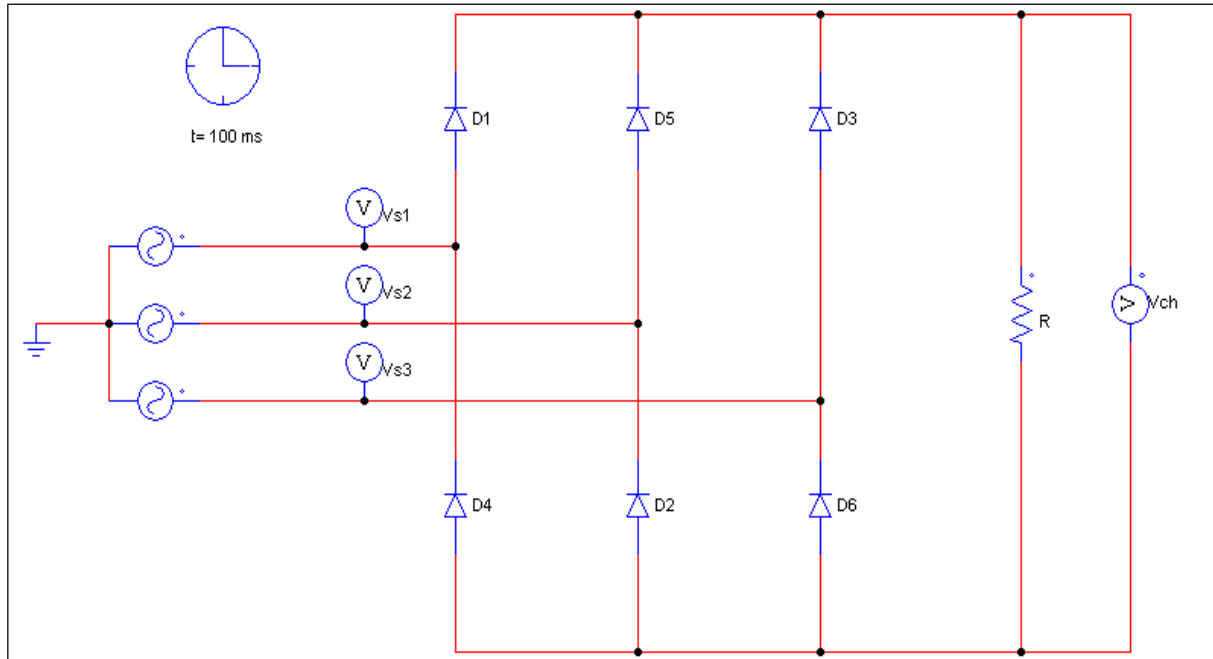 D1
D5
D3
t= 100 ms
V Vs1
V Vs2
V Vs3
V Vch
R
D4
D2
D6